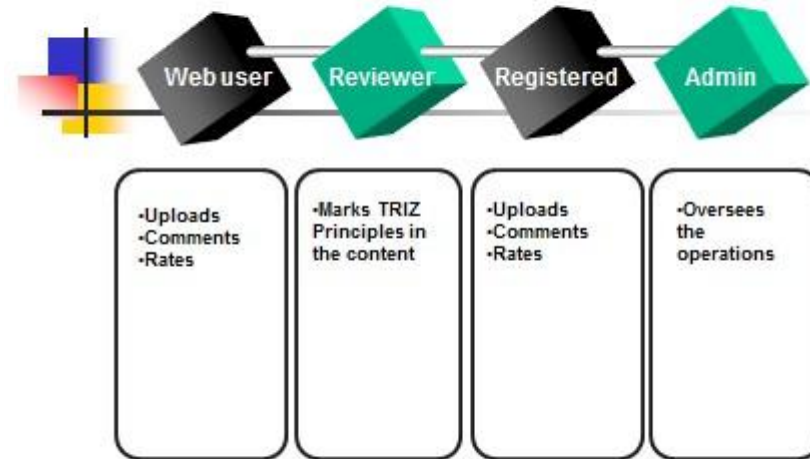 Web user
Reviewer
Registered
Admin
•Uploads
•Comments
•Rates
•Marks TRIZ
Principles in
the content
•Uploads
•Comments
•Rates
•Oversees
the
operations